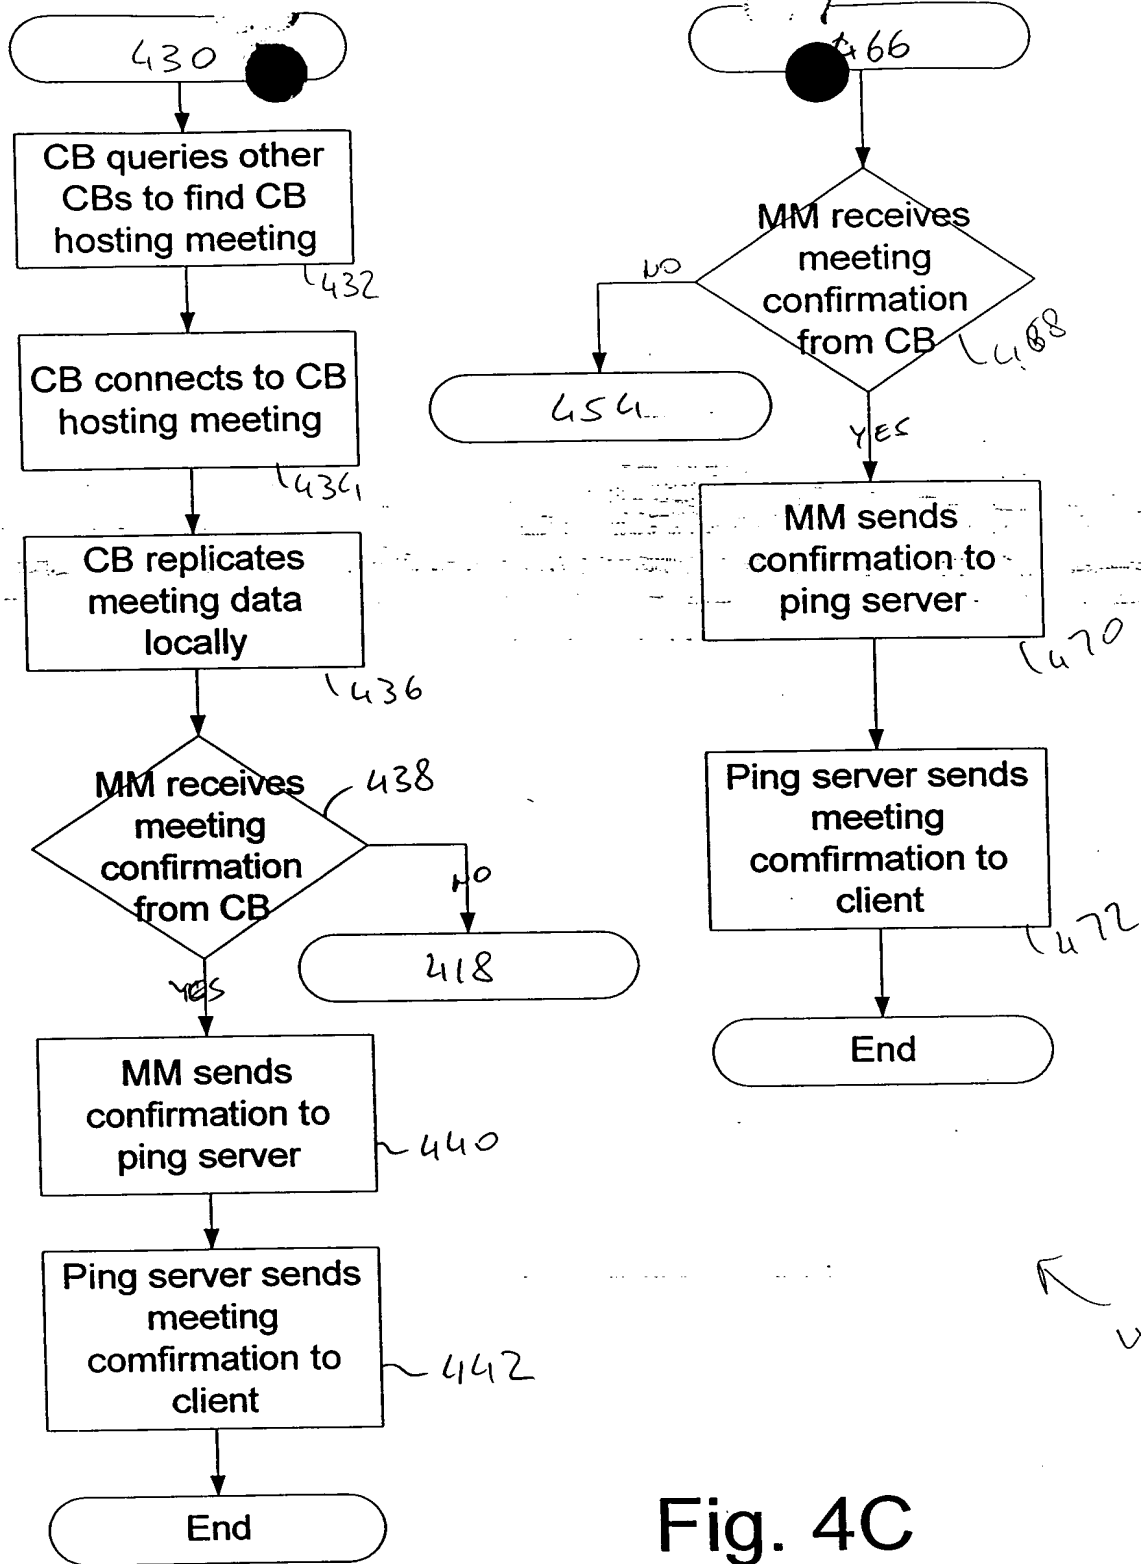 430
CB queries other
CBs to find CB
hosting meeting
432
CB connects to CB
hosting meeting
434
CB replicates
meeting data
locally
436
MM receives
meeting
confirmation
from CB
438
NO
418
YES
MM sends
confirmation to
ping server
440
Ping server sends
meeting
comfirmation to
client
442
End
466
MM receives
meeting
confirmation
from CB
468
NO
454
YES
MM sends
confirmation to
ping server
470
Ping server sends
meeting
comfirmation to
client
472
End
Fig. 4C